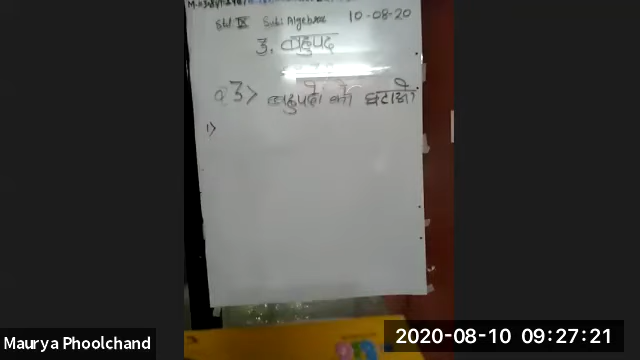 Std. IX Sub: Algebra 10-08-20
3. बहुपद
Q 3> बहुपदों को घटाओ
1>
Maurya Phoolchand
2020-08-10 09:27:21